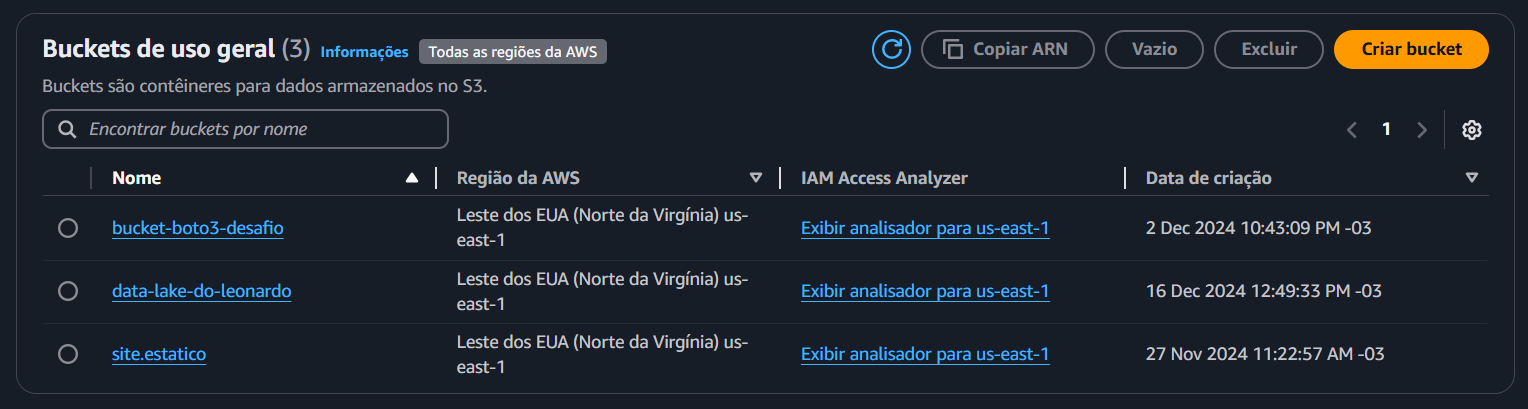 Buckets de uso geral (3) Informações Todas as regiões da AWS
Copiar ARN Vazio Excluir Criar bucket
Buckets são contêineres para dados armazenados no S3.
Encontrar buckets por nome
1
Nome Região da AWS IAM Access Analyzer Data de criação
bucket-boto3-desafio Leste dos EUA (Norte da Virgínia) us-
east-1 Exibir analisador para us-east-1 2 Dec 2024 10:43:09 PM -03
data-lake-do-leonardo Leste dos EUA (Norte da Virgínia) us-
east-1 Exibir analisador para us-east-1 16 Dec 2024 12:49:33 PM -03
site.estatico Leste dos EUA (Norte da Virgínia) us-
east-1 Exibir analisador para us-east-1 27 Nov 2024 11:22:57 AM -03